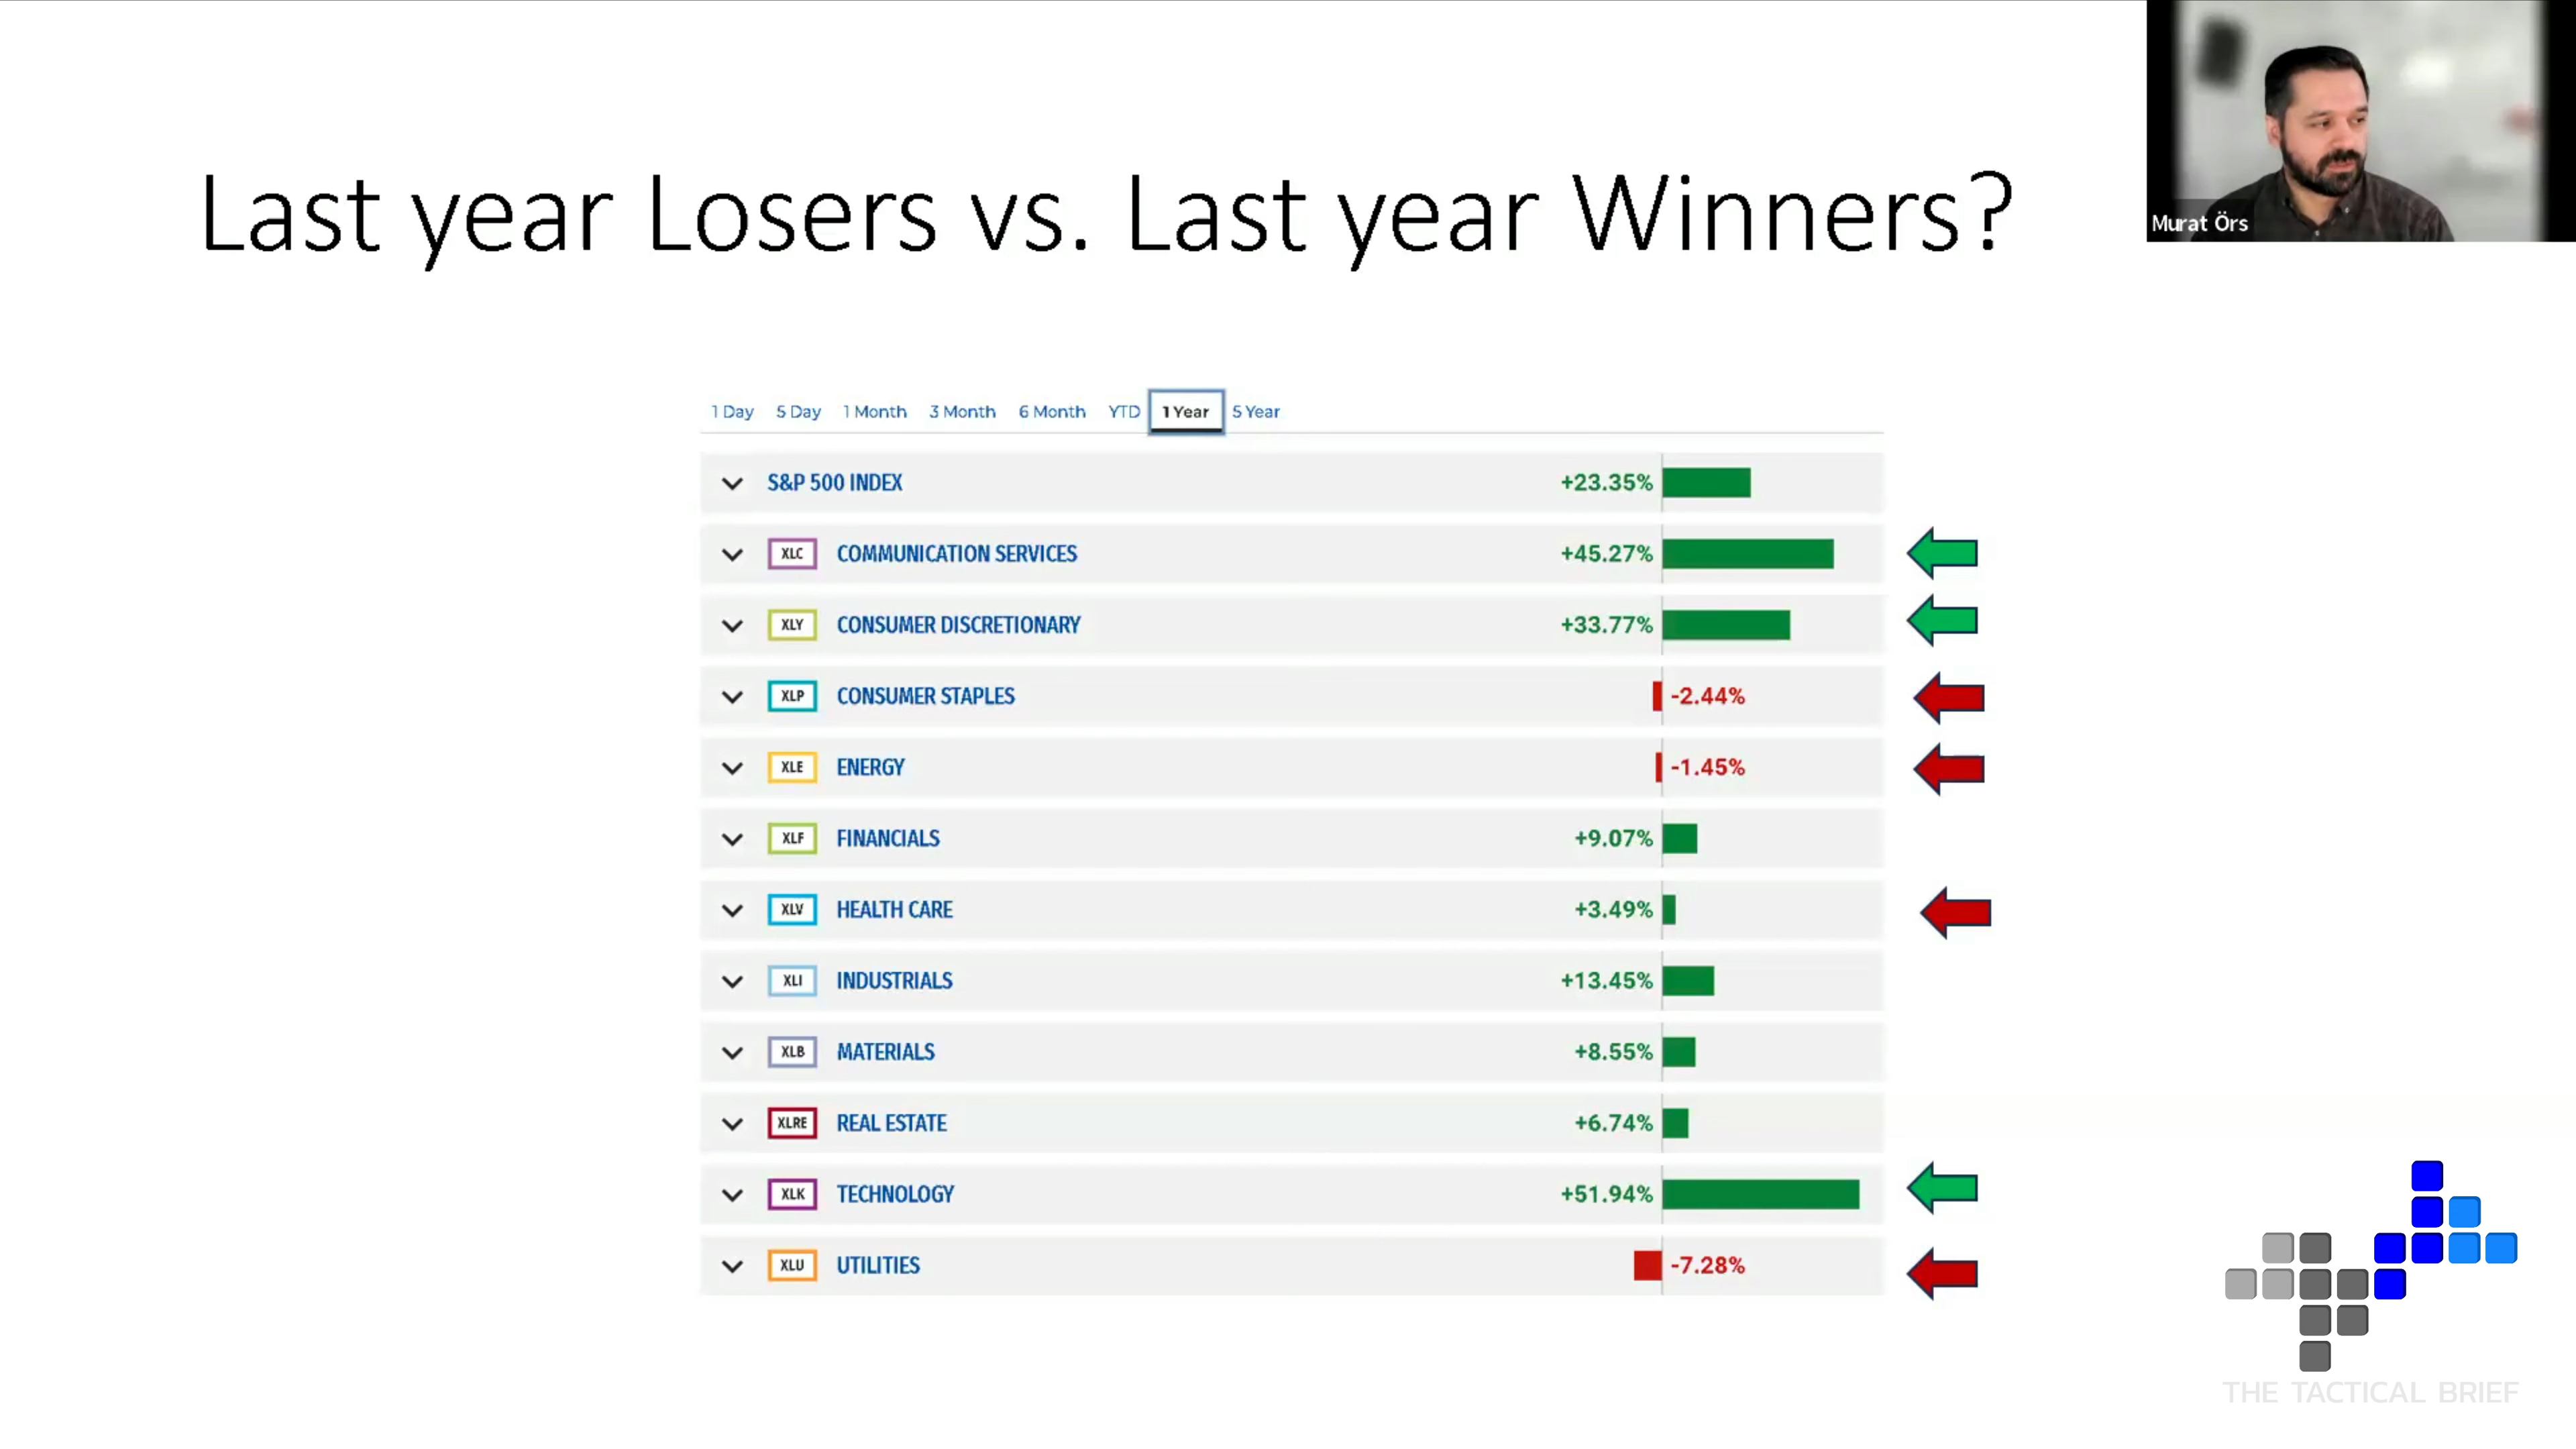 Last year Losers vs. Last year Winners?
Murat Örs
1 Day 5 Day 1 Month 3 Month 6 Month YTD 1 Year 5 Year
S&P 500 INDEX +23.35%
XLC COMMUNICATION SERVICES +45.27%
XLY CONSUMER DISCRETIONARY +33.77%
XLP CONSUMER STAPLES -2.44%
XLE ENERGY -1.45%
XLF FINANCIALS +9.07%
XLV HEALTH CARE +3.49%
XLI INDUSTRIALS +13.45%
XLB MATERIALS +8.55%
XLRE REAL ESTATE +6.74%
XLK TECHNOLOGY +51.94%
XLU UTILITIES -7.28%
THE TACTICAL BRIEF